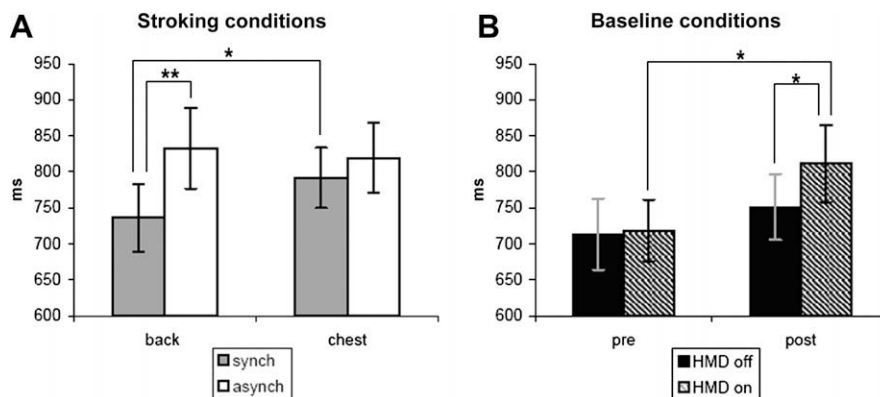 A
Stroking conditions
*
**
950
900
850
800
750
700
650
600
ms
back
chest
synch
asynch
B
Baseline conditions
*
*
950
900
850
800
750
700
650
600
ms
pre
post
HMD off
HMD on